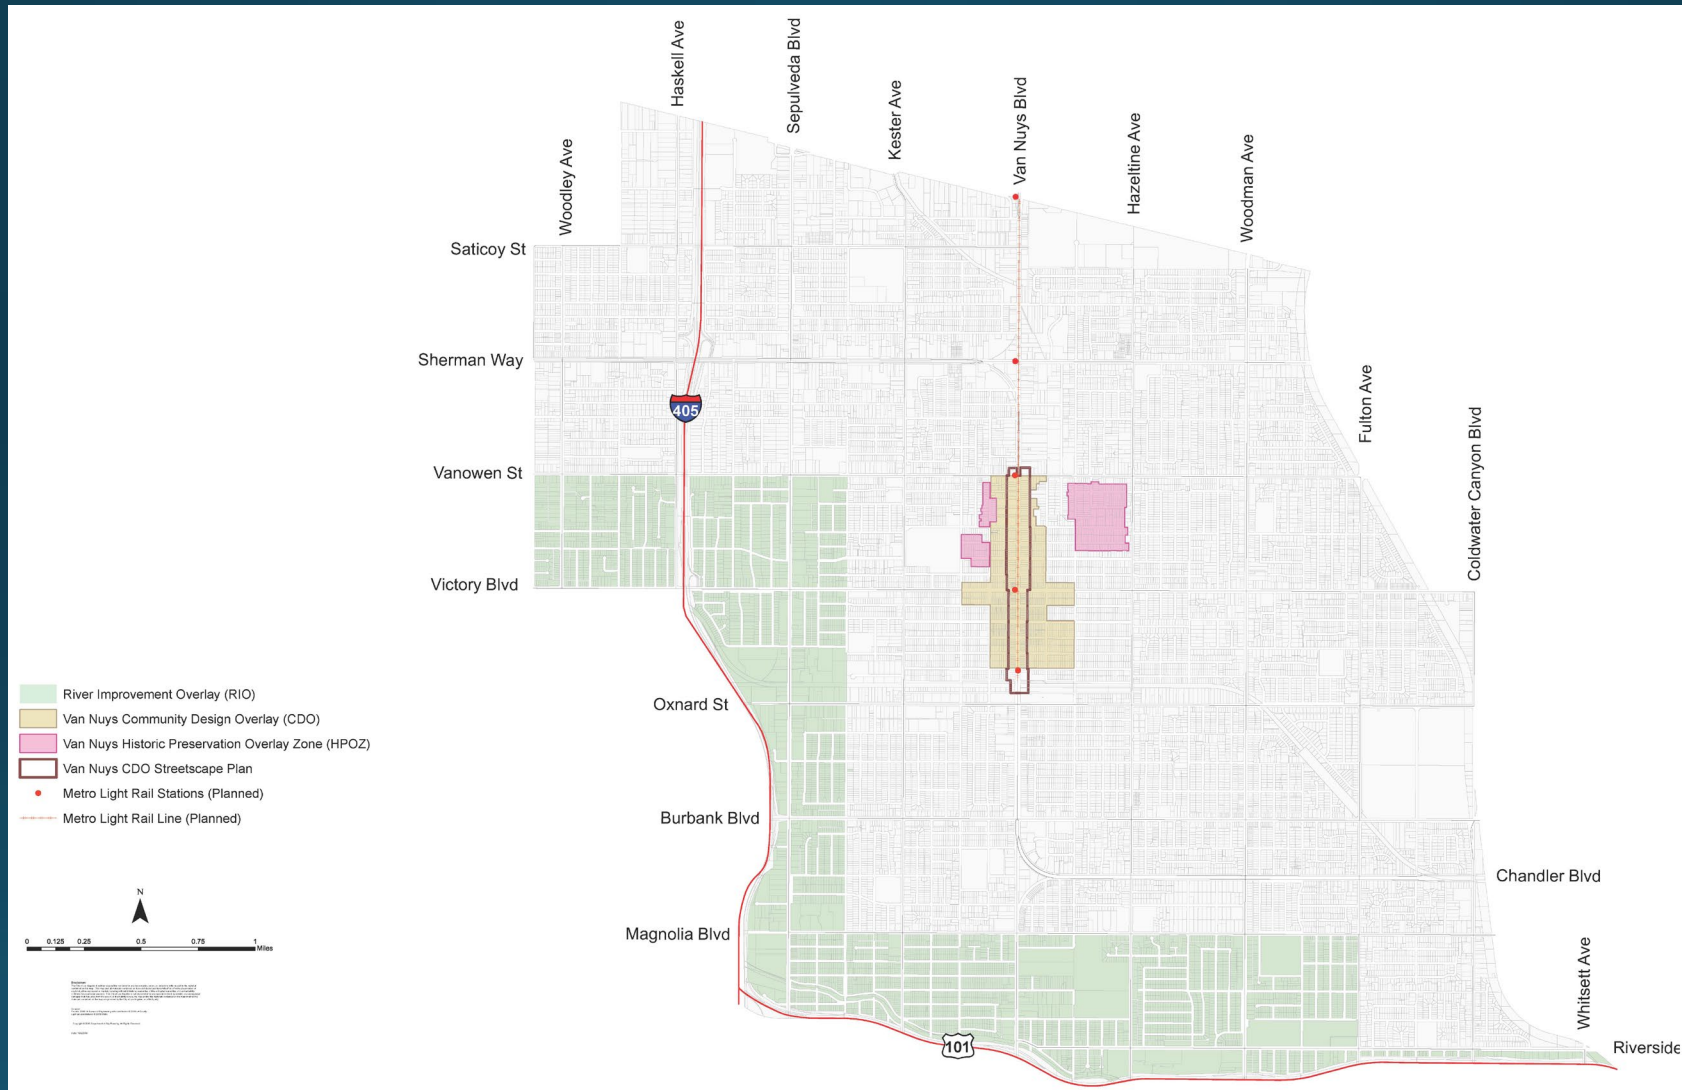 Haskell Ave
Sepulveda Blvd
Kester Ave
Van Nuys Blvd
Hazeltine Ave
Woodman Ave
Woodley Ave
Saticoy St
Sherman Way
405
Fulton Ave
Coldwater Canyon Blvd
Vanowen St
Victory Blvd
River Improvement Overlay (RIO)
Van Nuys Community Design Overlay (CDO)
Van Nuys Historic Preservation Overlay Zone (HPOZ)
Van Nuys CDO Streetscape Plan
Metro Light Rail Stations (Planned)
Metro Light Rail Line (Planned)
Oxnard St
Burbank Blvd
Chandler Blvd
Magnolia Blvd
N
0 0.125 0.25 0.5 0.75 1
Miles
Whitsett Ave
101
Riverside